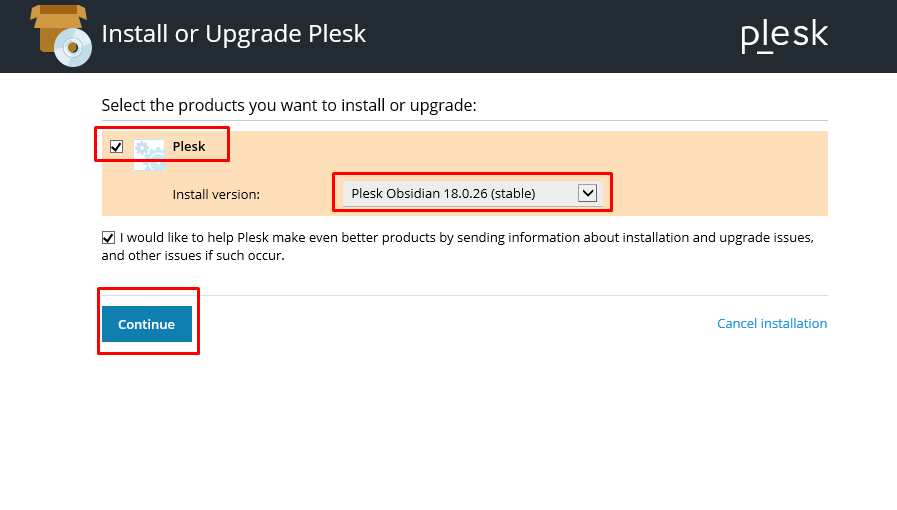 Install or Upgrade Plesk
plesk
Select the products you want to install or upgrade:
Plesk
Install version:
Plesk Obsidian 18.0.26 (stable)
I would like to help Plesk make even better products by sending information about installation and upgrade issues,
and other issues if such occur.
Continue
Cancel installation